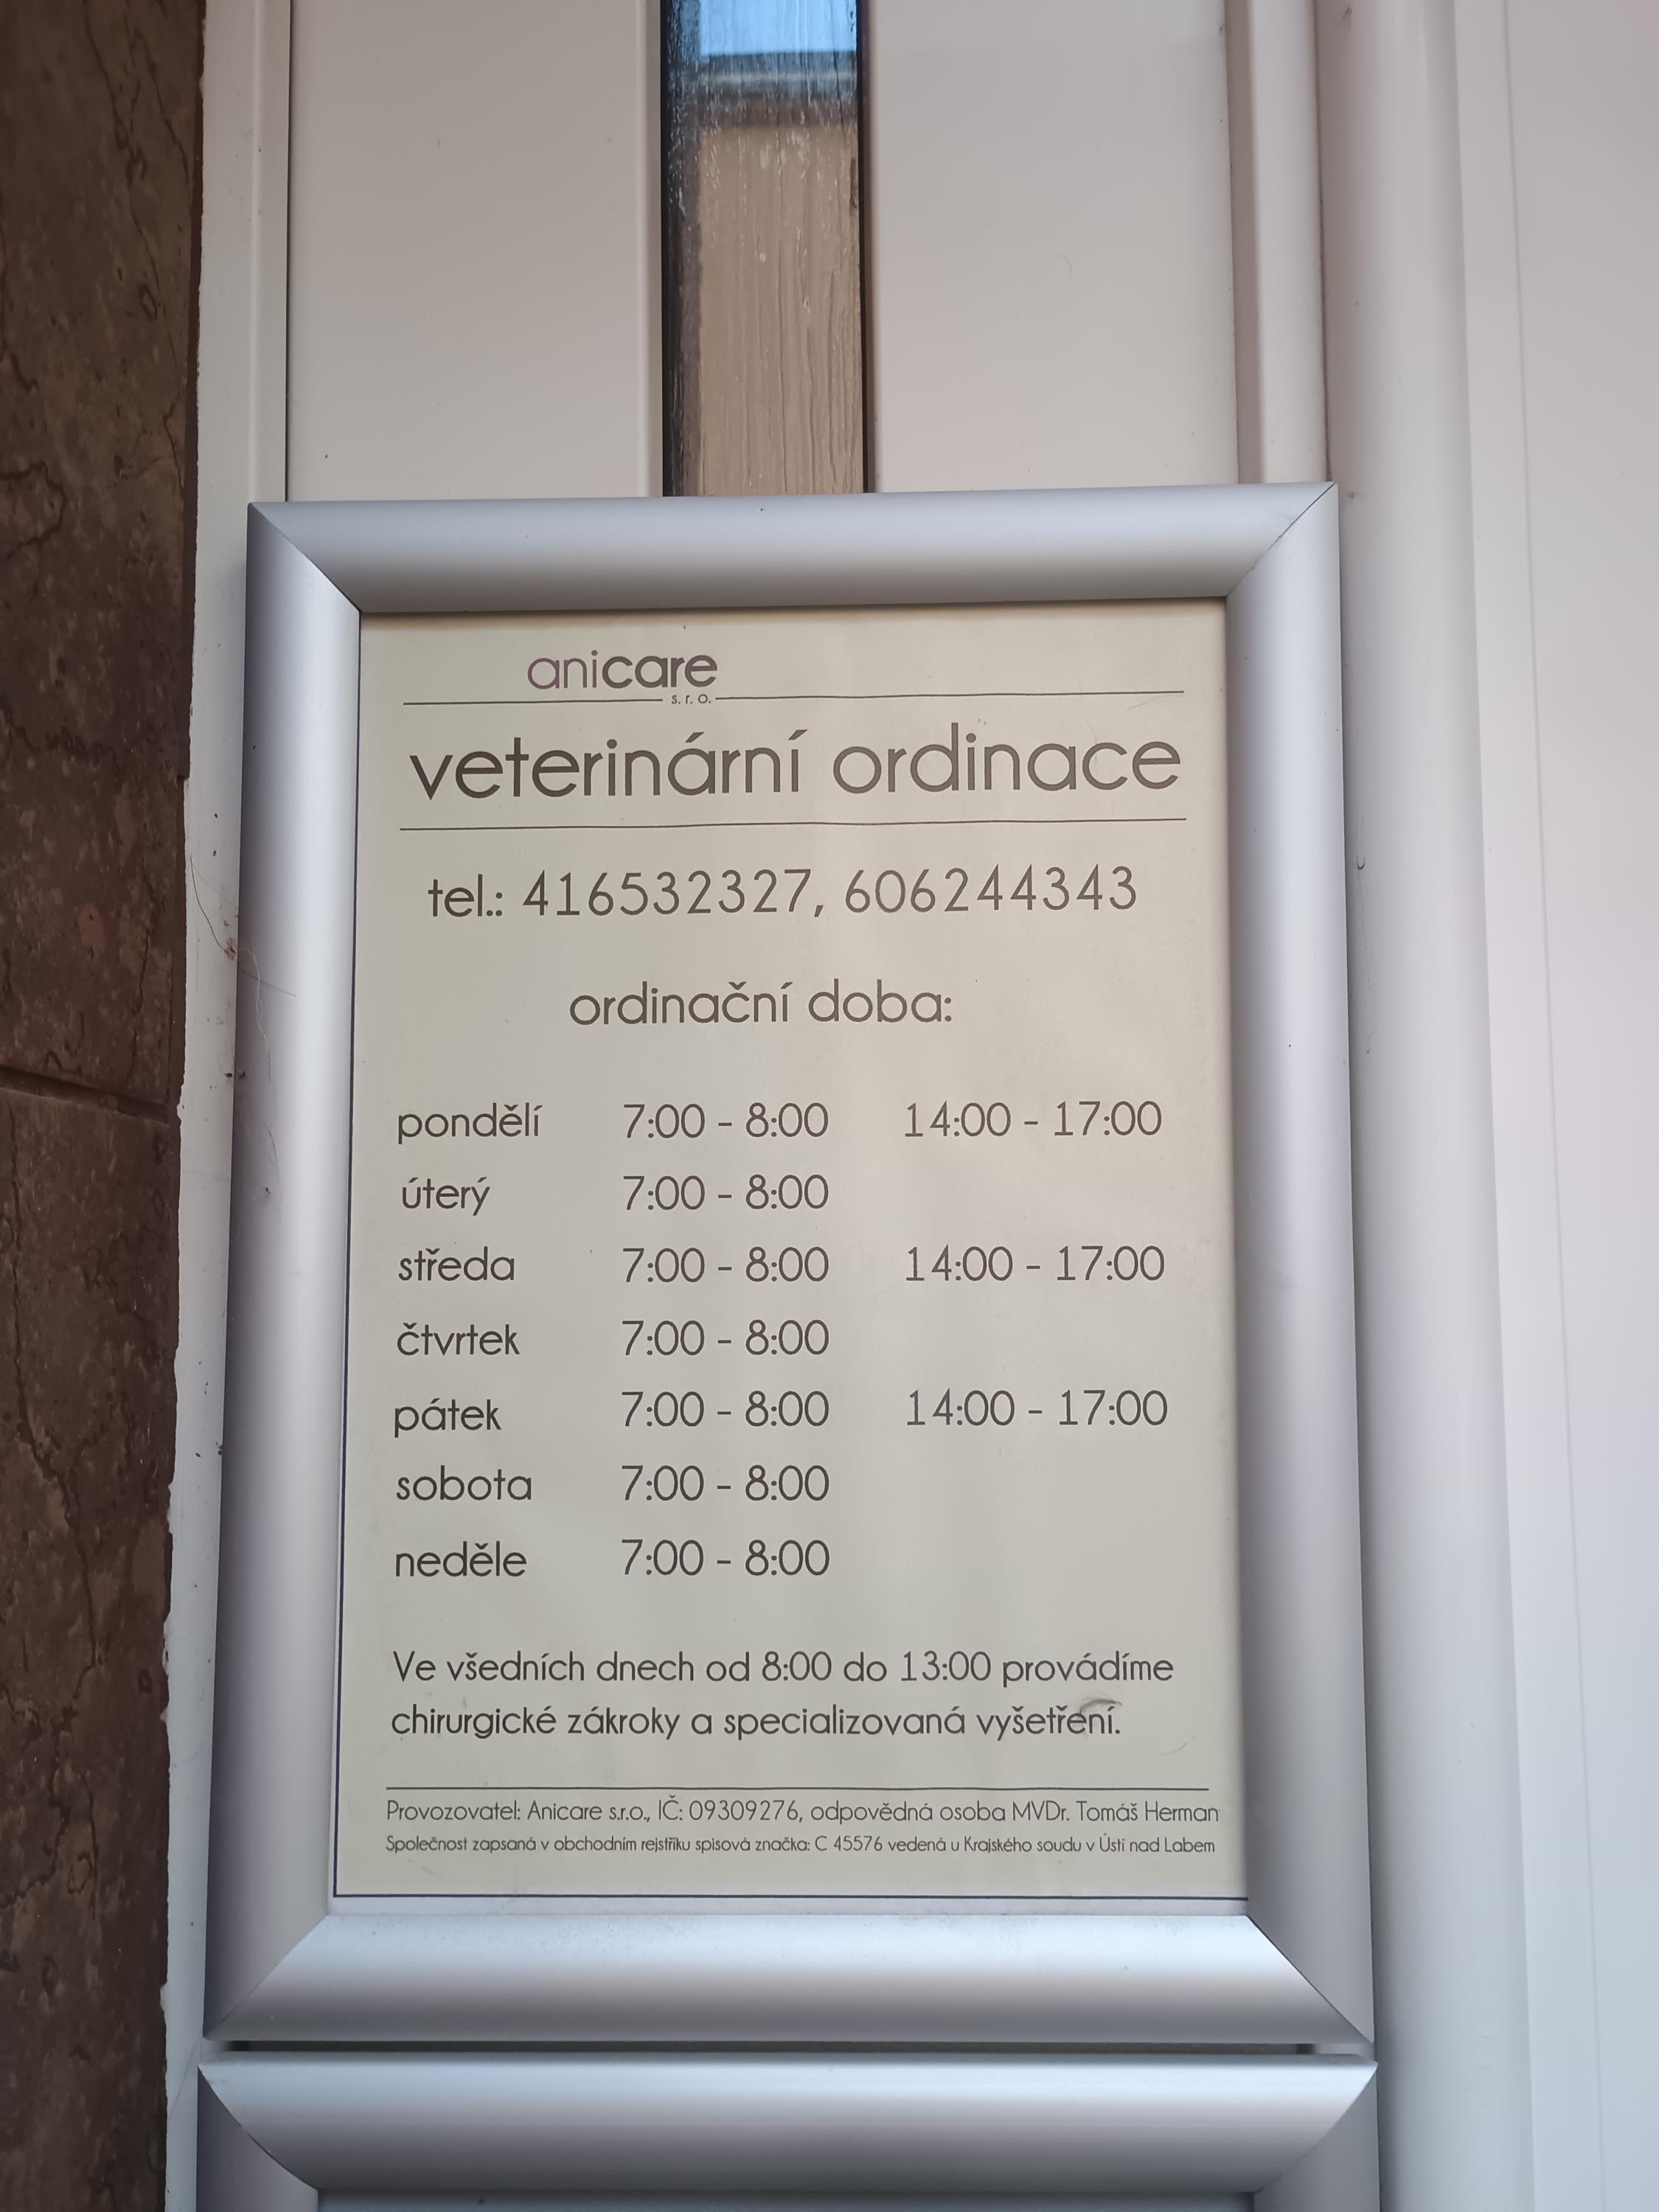 anicare
s. r. o.
veterinární ordinace
tel.: 416532327, 606244343
ordinační doba:
pondělí 7:00 - 8:00 14:00 - 17:00
úterý 7:00 - 8:00
středa 7:00 - 8:00 14:00 - 17:00
čtvrtek 7:00 - 8:00
pátek 7:00 - 8:00 14:00 - 17:00
sobota 7:00 - 8:00
neděle 7:00 - 8:00
Ve všedních dnech od 8:00 do 13:00 provádíme
chirurgické zákroky a specializovaná vyšetření.
Provozovatel: Anicare s.r.o., IČ: 09309276, odpovědná osoba MVDr. Tomáš Herman
Společnost zapsaná v obchodním rejstříku spisová značka: C 45576 vedená u Krajského soudu v Ústí nad Labem